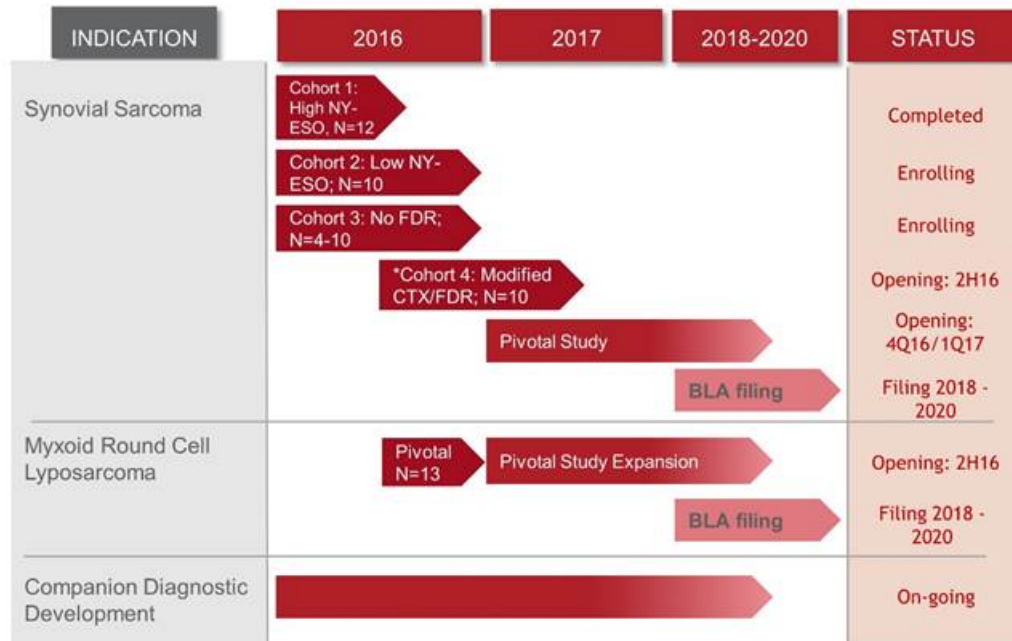 INDICATION
2016
2017
2018-2020
STATUS
Synovial Sarcoma
Cohort 1:
High NY-
ESO, N=12
Completed
Cohort 2: Low NY-
ESO; N=10
Enrolling
Cohort 3: No FDR;
N=4-10
Enrolling
*Cohort 4: Modified
CTX/FDR; N=10
Opening: 2H16
Pivotal Study
Opening:
4Q16/1Q17
BLA filing
Filing 2018 -
2020
Myxoid Round Cell
Lyposarcoma
Pivotal
N=13
Pivotal Study Expansion
Opening: 2H16
BLA filing
Filing 2018 -
2020
Companion Diagnostic
Development
On-going